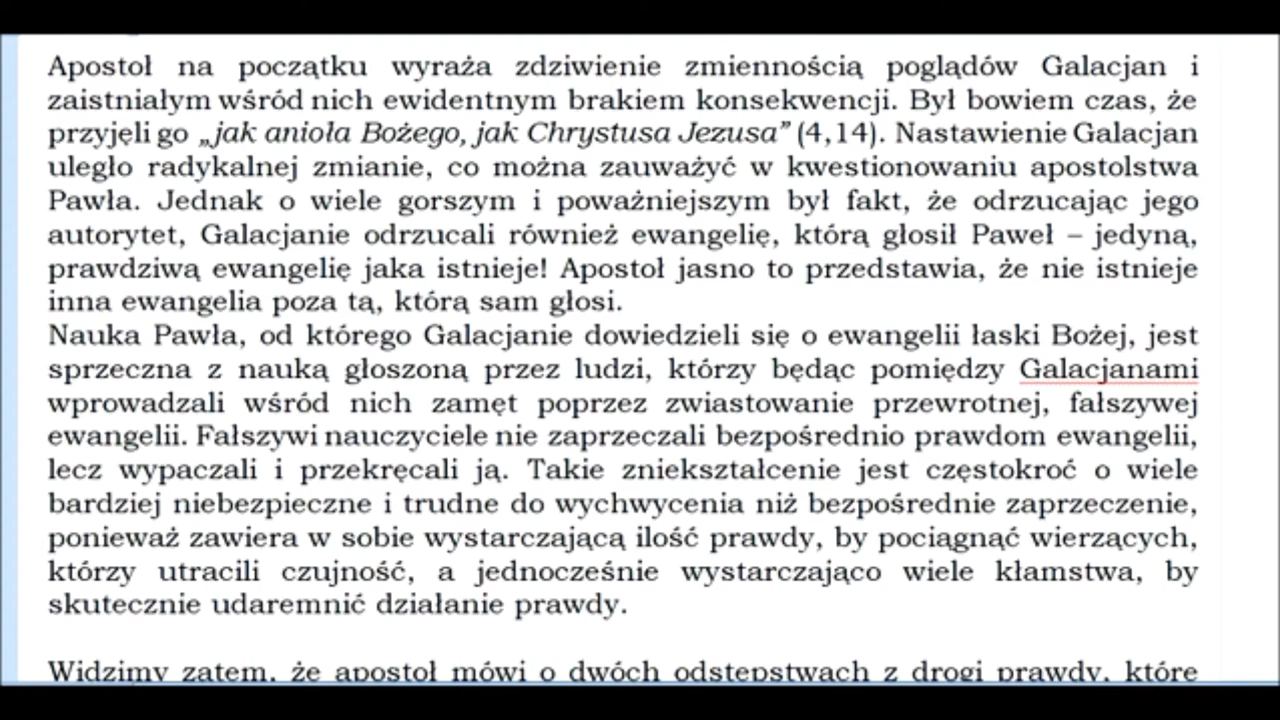 Apostoł na początku wyraża zdziwienie zmiennością poglądów Galacjan i
zaistniałym wśród nich ewidentnym brakiem konsekwencji. Był bowiem czas, że
przyjęli go „jak anioła Bożego, jak Chrystusa Jezusa” (4,14). Nastawienie Galacjan
uległo radykalnej zmianie, co można zauważyć w kwestionowaniu apostolstwa
Pawła. Jednak o wiele gorszym i poważniejszym był fakt, że odrzucając jego
autorytet, Galacjanie odrzucali również ewangelię, którą głosił Paweł – jedyną,
prawdziwą ewangelię jaka istnieje! Apostoł jasno to przedstawia, że nie istnieje
inna ewangelia poza tą, którą sam głosi.
Nauka Pawła, od którego Galacjanie dowiedzieli się o ewangelii łaski Bożej, jest
sprzeczna z nauką głoszoną przez ludzi, którzy będąc pomiędzy Galacjanami
wprowadzali wśród nich zamęt poprzez zwiastowanie przewrotnej, fałszywej
ewangelii. Fałszywi nauczyciele nie zaprzeczali bezpośrednio prawdom ewangelii,
lecz wypaczali i przekręcali ją. Takie zniekształcenie jest częstokroć o wiele
bardziej niebezpieczne i trudne do wychwycenia niż bezpośrednie zaprzeczenie,
ponieważ zawiera w sobie wystarczającą ilość prawdy, by pociągnąć wierzących,
którzy utracili czujność, a jednocześnie wystarczająco wiele kłamstwa, by
skutecznie udaremnić działanie prawdy.
Widzimy zatem, że apostoł mówi o dwóch odstępstwach z drogi prawdy, które